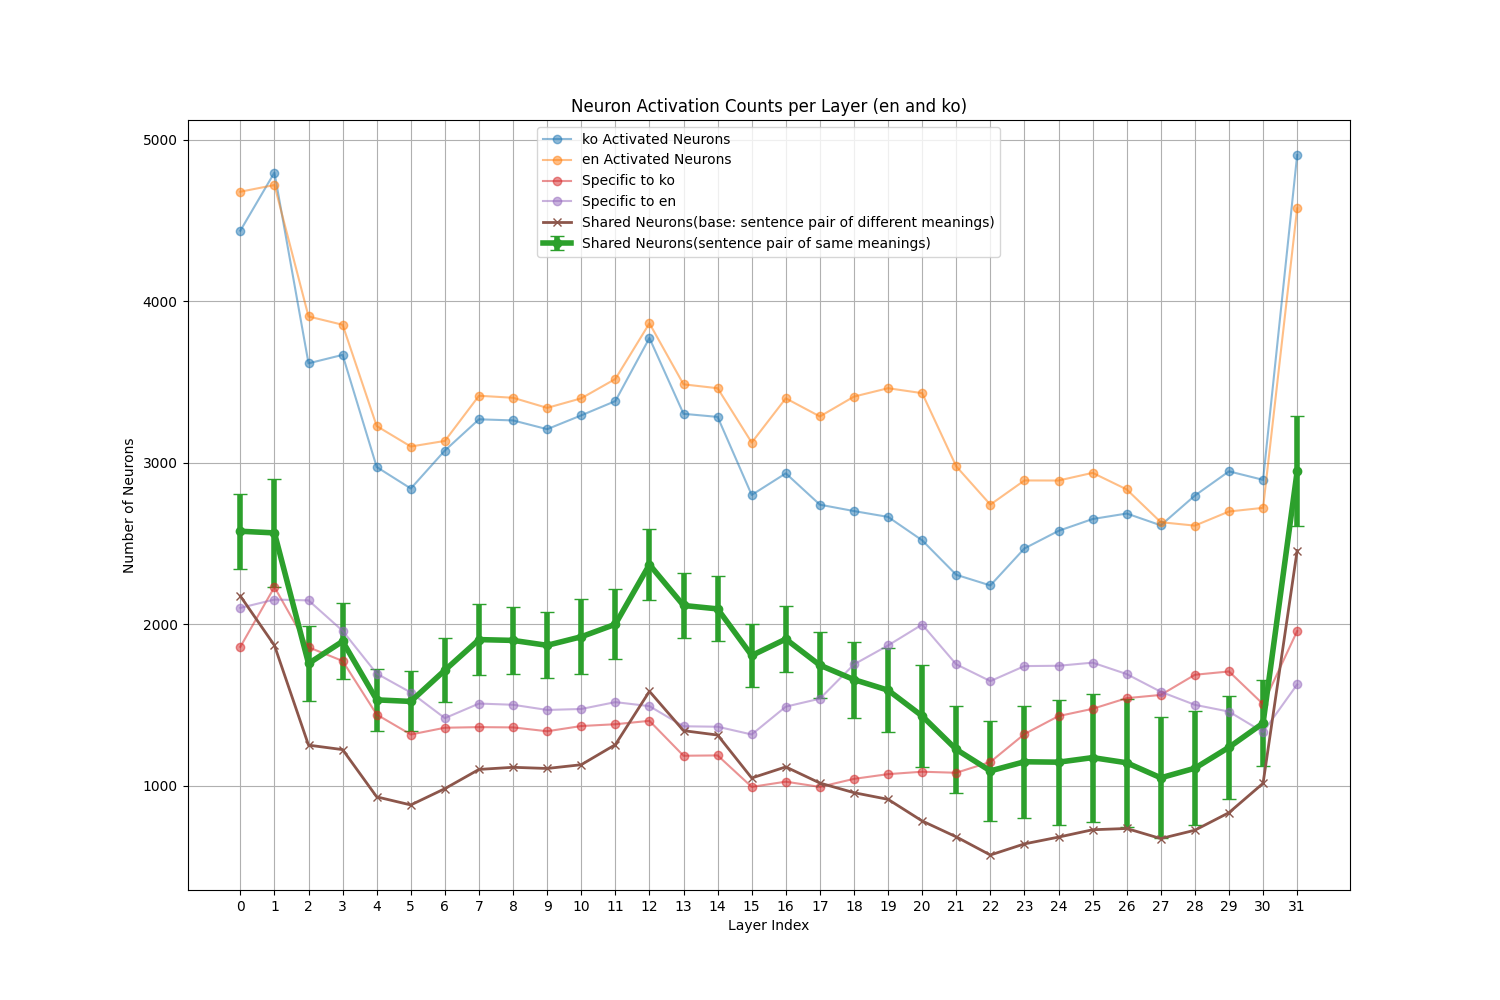 Neuron Activation Counts per Layer (en and ko)
ko Activated Neurons
en Activated Neurons
Specific to ko
Specific to en
Shared Neurons(base: sentence pair of different meanings)
Shared Neurons(sentence pair of same meanings)
5000
4000
3000
2000
1000
Number of Neurons
0 1 2 3 4 5 6 7 8 9 10 11 12 13 14 15 16 17 18 19 20 21 22 23 24 25 26 27 28 29 30 31
Layer Index